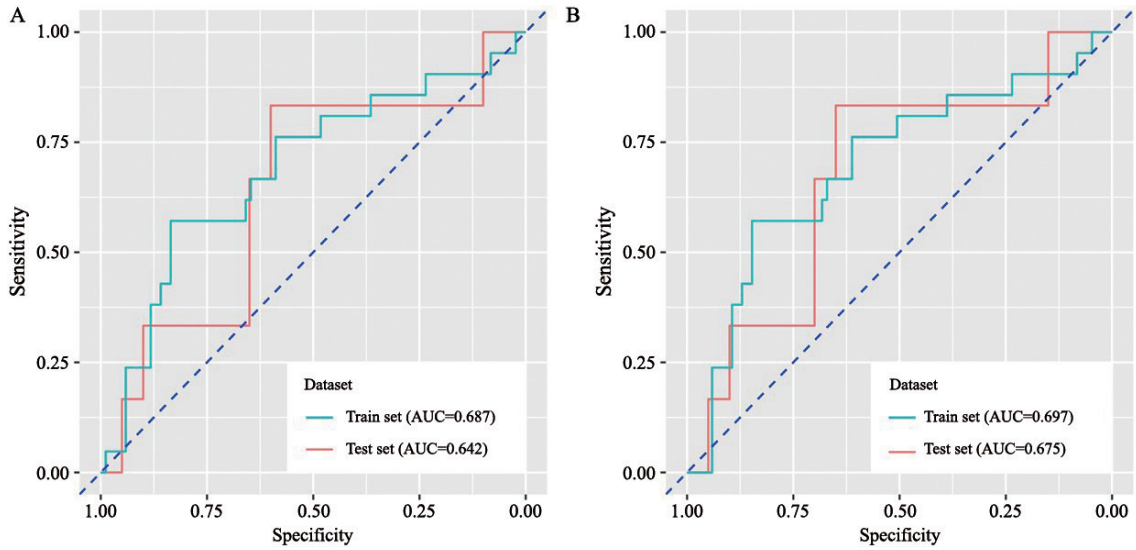 A
1.00
0.75
0.50
0.25
0.00
Sensitivity
1.00 0.75 0.50 0.25 0.00
Specificity
Dataset
Train set (AUC=0.687)
Test set (AUC=0.642)
B
1.00
0.75
0.50
0.25
0.00
Sensitivity
1.00 0.75 0.50 0.25 0.00
Specificity
Dataset
Train set (AUC=0.697)
Test set (AUC=0.675)